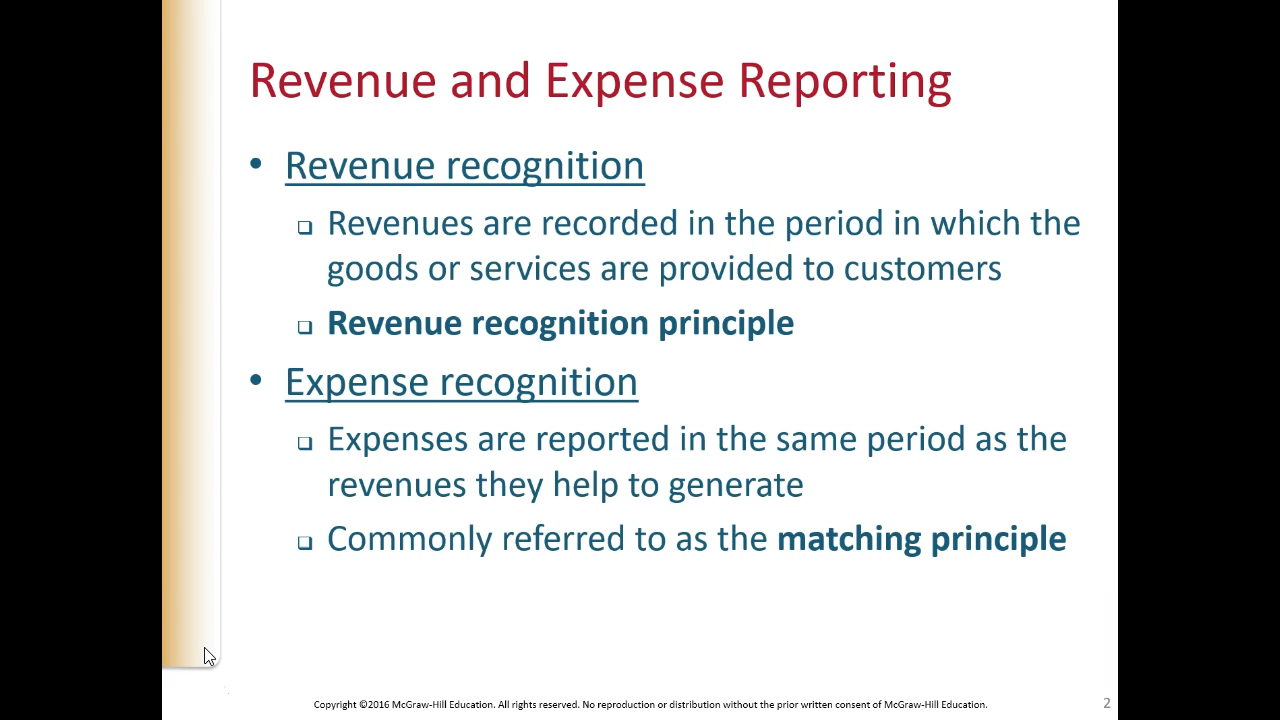 Revenue and Expense Reporting
• Revenue recognition
❑ Revenues are recorded in the period in which the
goods or services are provided to customers
❑ Revenue recognition principle
• Expense recognition
❑ Expenses are reported in the same period as the
revenues they help to generate
❑ Commonly referred to as the matching principle
Copyright ©2016 McGraw-Hill Education. All rights reserved. No reproduction or distribution without the prior written consent of McGraw-Hill Education.
2